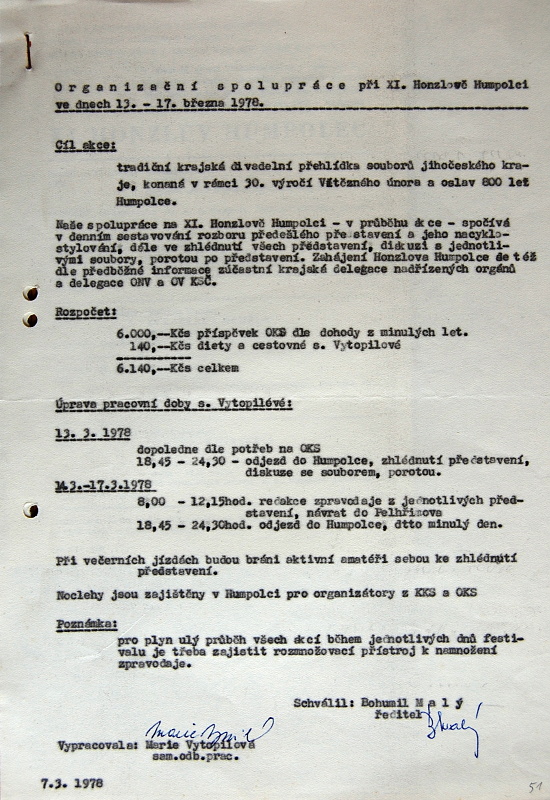 O r g a n i z a č n í   s p o l u p r á c e při XI. Honzlově Humpolci
ve dnech 13. - 17. března 1978.
Cíl akce:
tradiční krajská divadelní přehlídka souborů jihočeského kra-
je, konaná v rámci 30. výročí Vítězného února a oslav 800 let
Humpolce.
Naše spolupráce na XI. Honzlově Humpolci - v průběhu akce - spočívá
v denním sestavování rozboru předešlého představení a jeho nacyklo-
stylování, dále ve zhlédnutí všech představení, diskuzi s jednotli-
vými soubory, porotou po představení. Zahájení Honzlova Humpolce se též
dle předběžné informace zúčastní krajská delegace nadřízených orgánů
a delegace ONV a OV KSČ.
Rozpočet:
6.000,--Kčs příspěvek OKS dle dohody z minulých let.
140,--Kčs diety a cestovné s. Vytopilové
6.140,--Kčs celkem
Úprava pracovní doby s. Vytopilové:
13. 3. 1978
dopoledne dle potřeb na OKS
18,45 - 24,30 - odjezd do Humpolce, zhlédnutí představení,
diskuze se souborem, porotou.
14.3.-17.3.1978
8,00 - 12,15hod. redakce zpravodaje z jednotlivých před-
stavení, návrat do Pelhřimova
18,45 - 24,30hod. odjezd do Humpolce, dtto minulý den.
Při večerních jízdách budou bráni aktivní amatéři sebou ke zhlédnutí
představení.
Noclehy jsou zajištěny v Humpolci pro organizátory z KKS a OKS
Poznámka:
pro plyn ulý průběh všech akcí během jednotlivých dnů festi-
valu je třeba zajistit rozmnožovací přístroj k namnožení
zpravodaje.
Schválil: Bohumil M a l ý
ředitel
Vypracovala: Marie Vytopilová
sam.odb.prac.
7.3. 1978
51